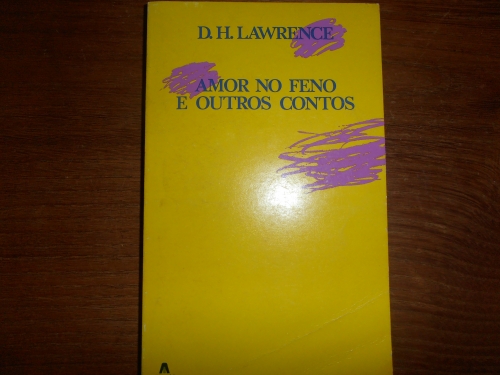 D. H. LAWRENCE
AMOR NO FENO
E OUTROS CONTOS
A